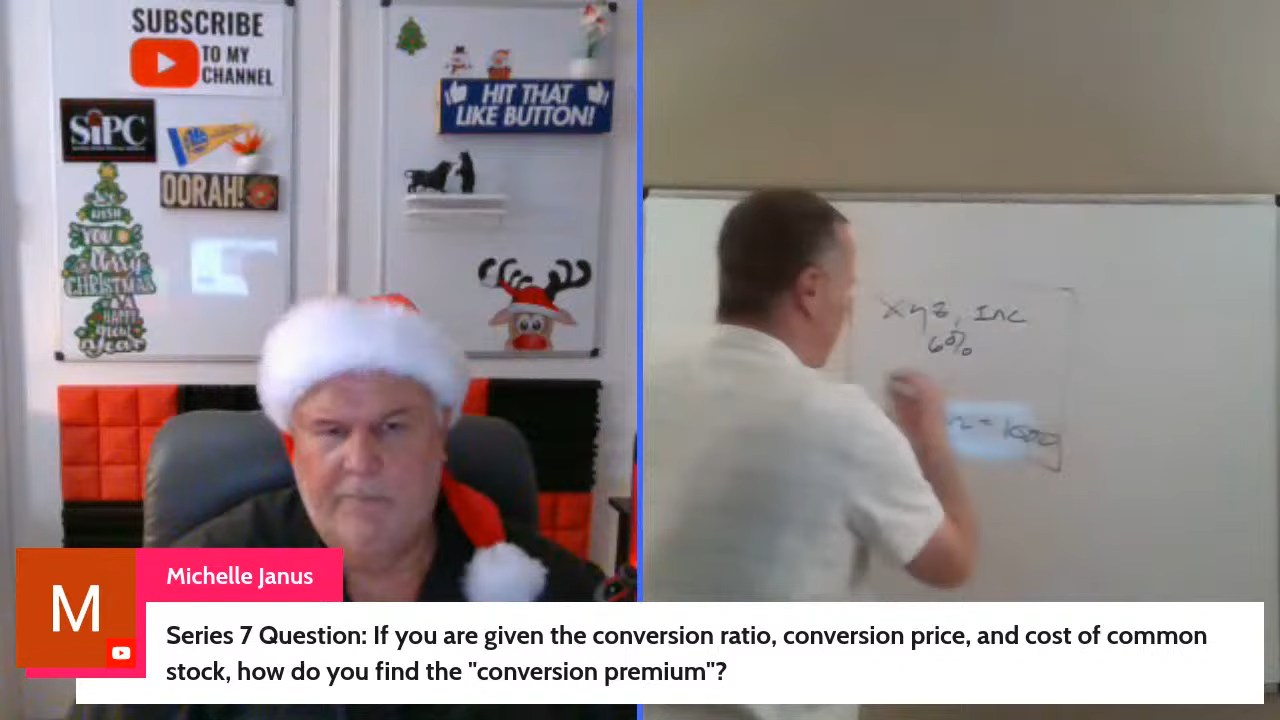 SUBSCRIBE
TO MY
CHANNEL
HIT THAT
LIKE BUTTON!
SiPC
OORAH!
WISH
YOU
Merry
CHRISTMAS
HAPPY
New
Year
xyz, Inc
6%
Michelle Janus
M
Series 7 Question: If you are given the conversion ratio, conversion price, and cost of common
stock, how do you find the "conversion premium"?